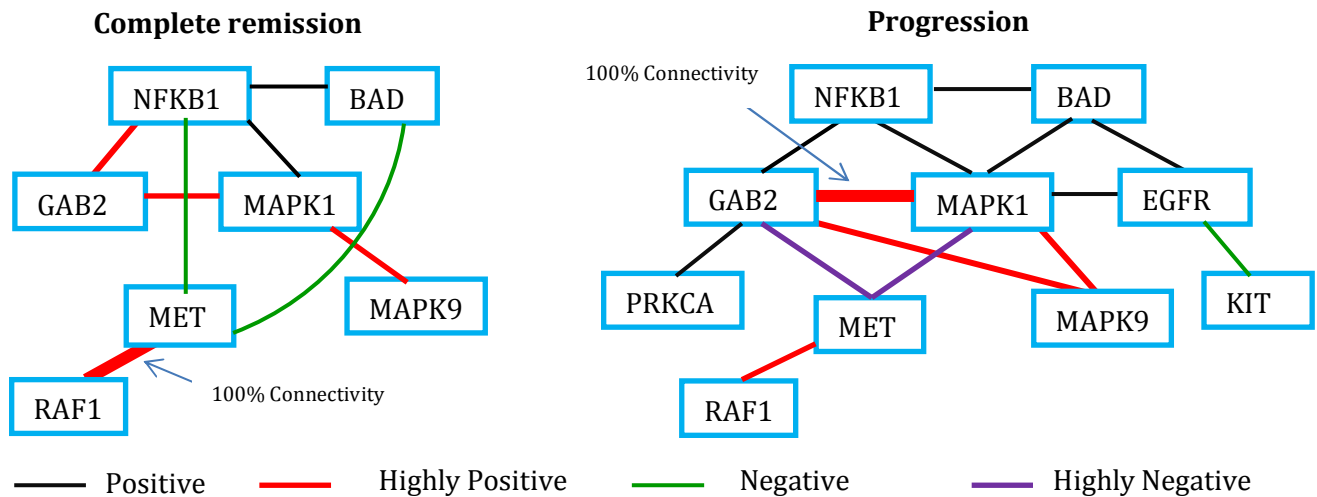 Complete remission
NFKB1
BAD
GAB2
MAPK1
MAPK9
MET
RAF1
100% Connectivity
Progression
100% Connectivity
NFKB1
BAD
GAB2
MAPK1
EGFR
PRKCA
MET
MAPK9
KIT
RAF1
Positive
Highly Positive
Negative
Highly Negative